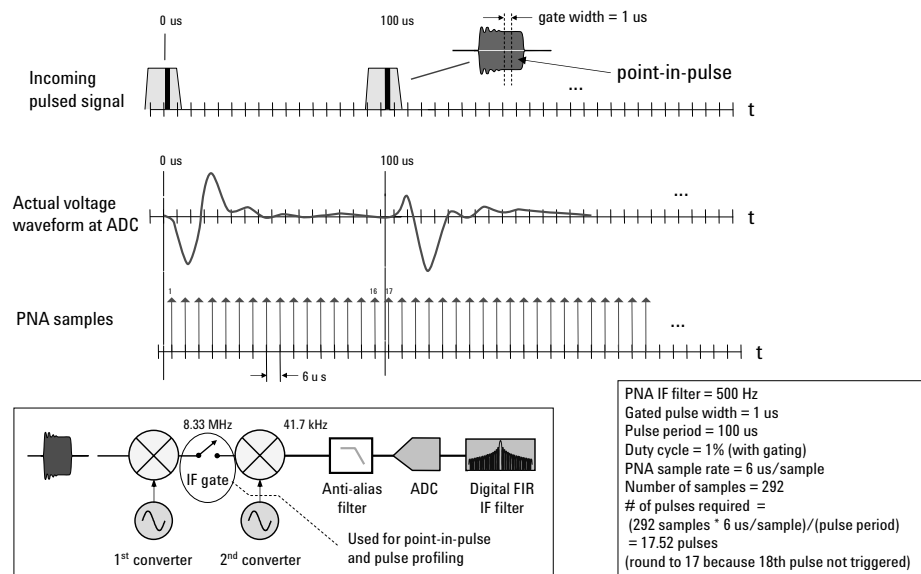 0 us
100 us
gate width = 1 us
Incoming
pulsed signal
point-in-pulse
...
t
0 us
100 us
Actual voltage
waveform at ADC
...
t
1
16
17
PNA samples
...
t
6 u s
8.33 MHz
41.7 kHz
IF gate
Anti-alias
filter
ADC
Digital FIR
IF filter
1st converter
2nd converter
Used for point-in-pulse
and pulse profiling
PNA IF filter = 500 Hz
Gated pulse width = 1 us
Pulse period = 100 us
Duty cycle = 1% (with gating)
PNA sample rate = 6 us/sample
Number of samples = 292
# of pulses required =
(292 samples * 6 us/sample)/(pulse period)
= 17.52 pulses
(round to 17 because 18th pulse not triggered)